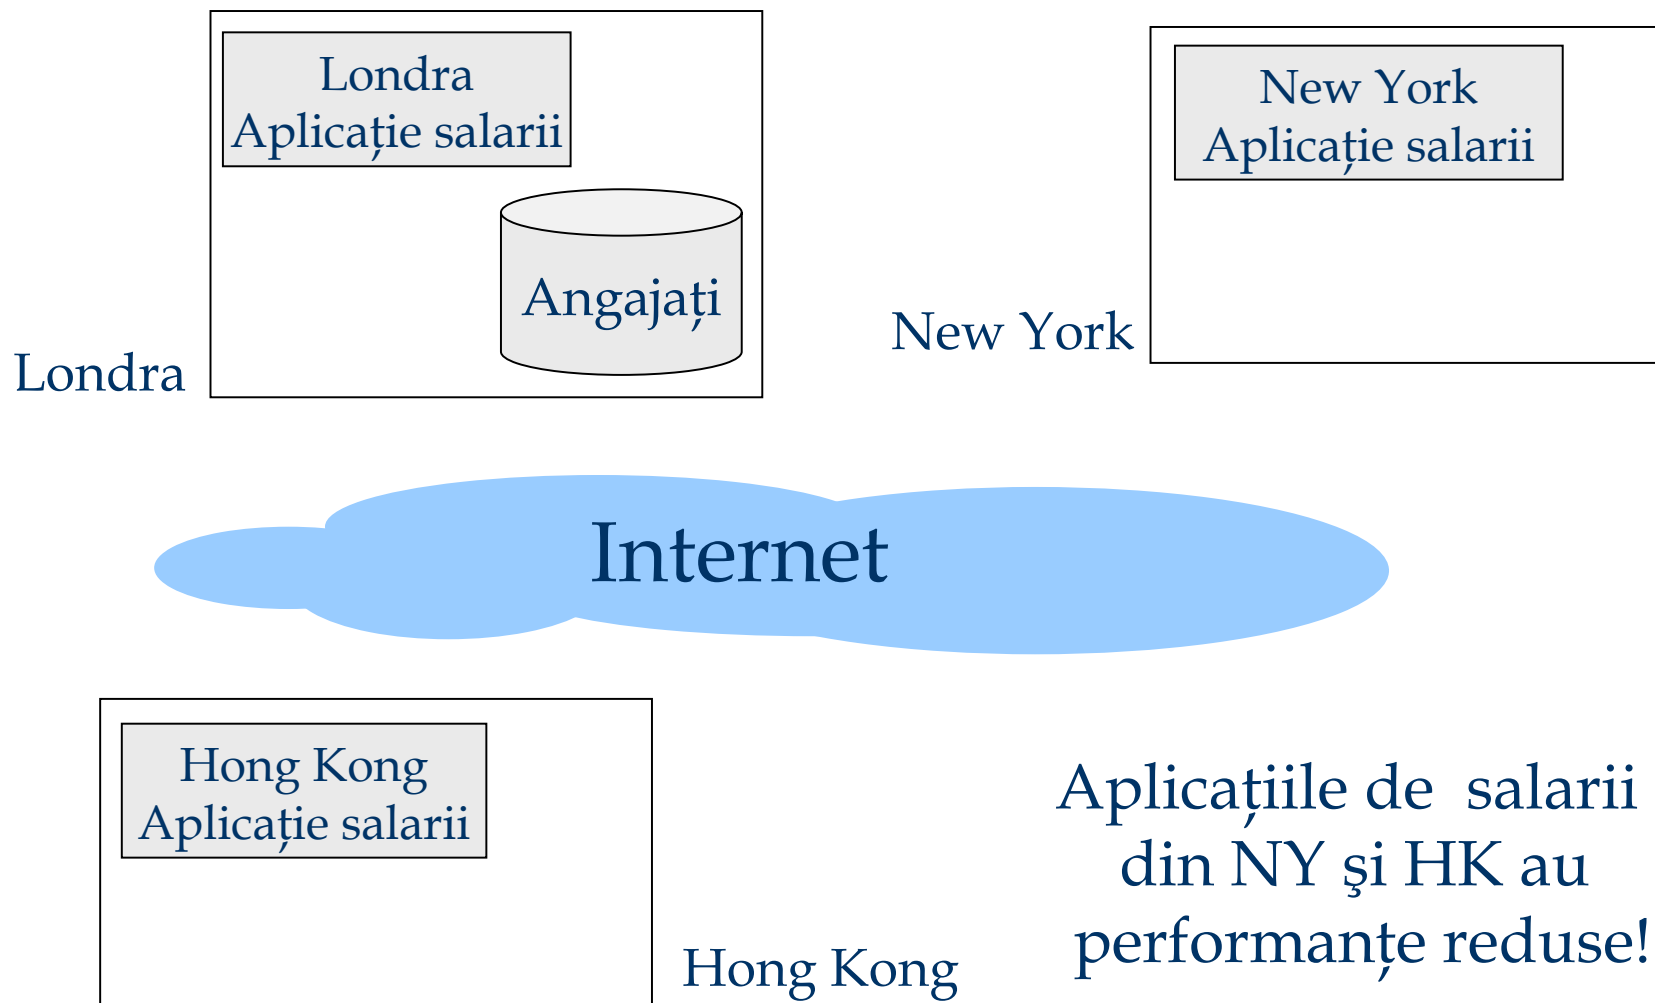 Londra
Aplicație salarii
Angajați
Londra
New York
Aplicație salarii
New York
Internet
Hong Kong
Aplicație salarii
Hong Kong
Aplicațiile de salarii
din NY şi HK au
performanțe reduse!